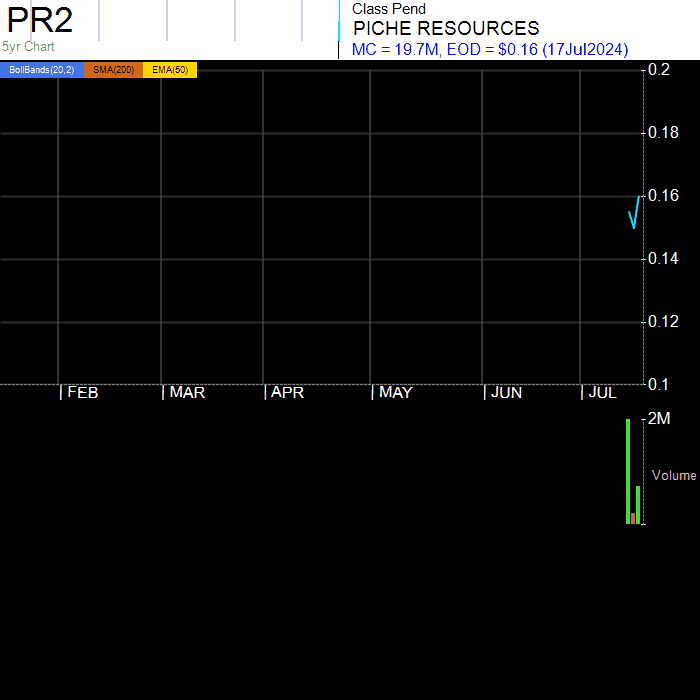 PR2
5yr Chart
Class Pend
PICHE RESOURCES
MC = 19.7M, EOD = $0.16 (17Jul2024)
BollBands(20,2) SMA(200) EMA(50)
0.2
0.18
0.16
0.14
0.12
0.1
FEB MAR APR MAY JUN JUL
2M
Volume